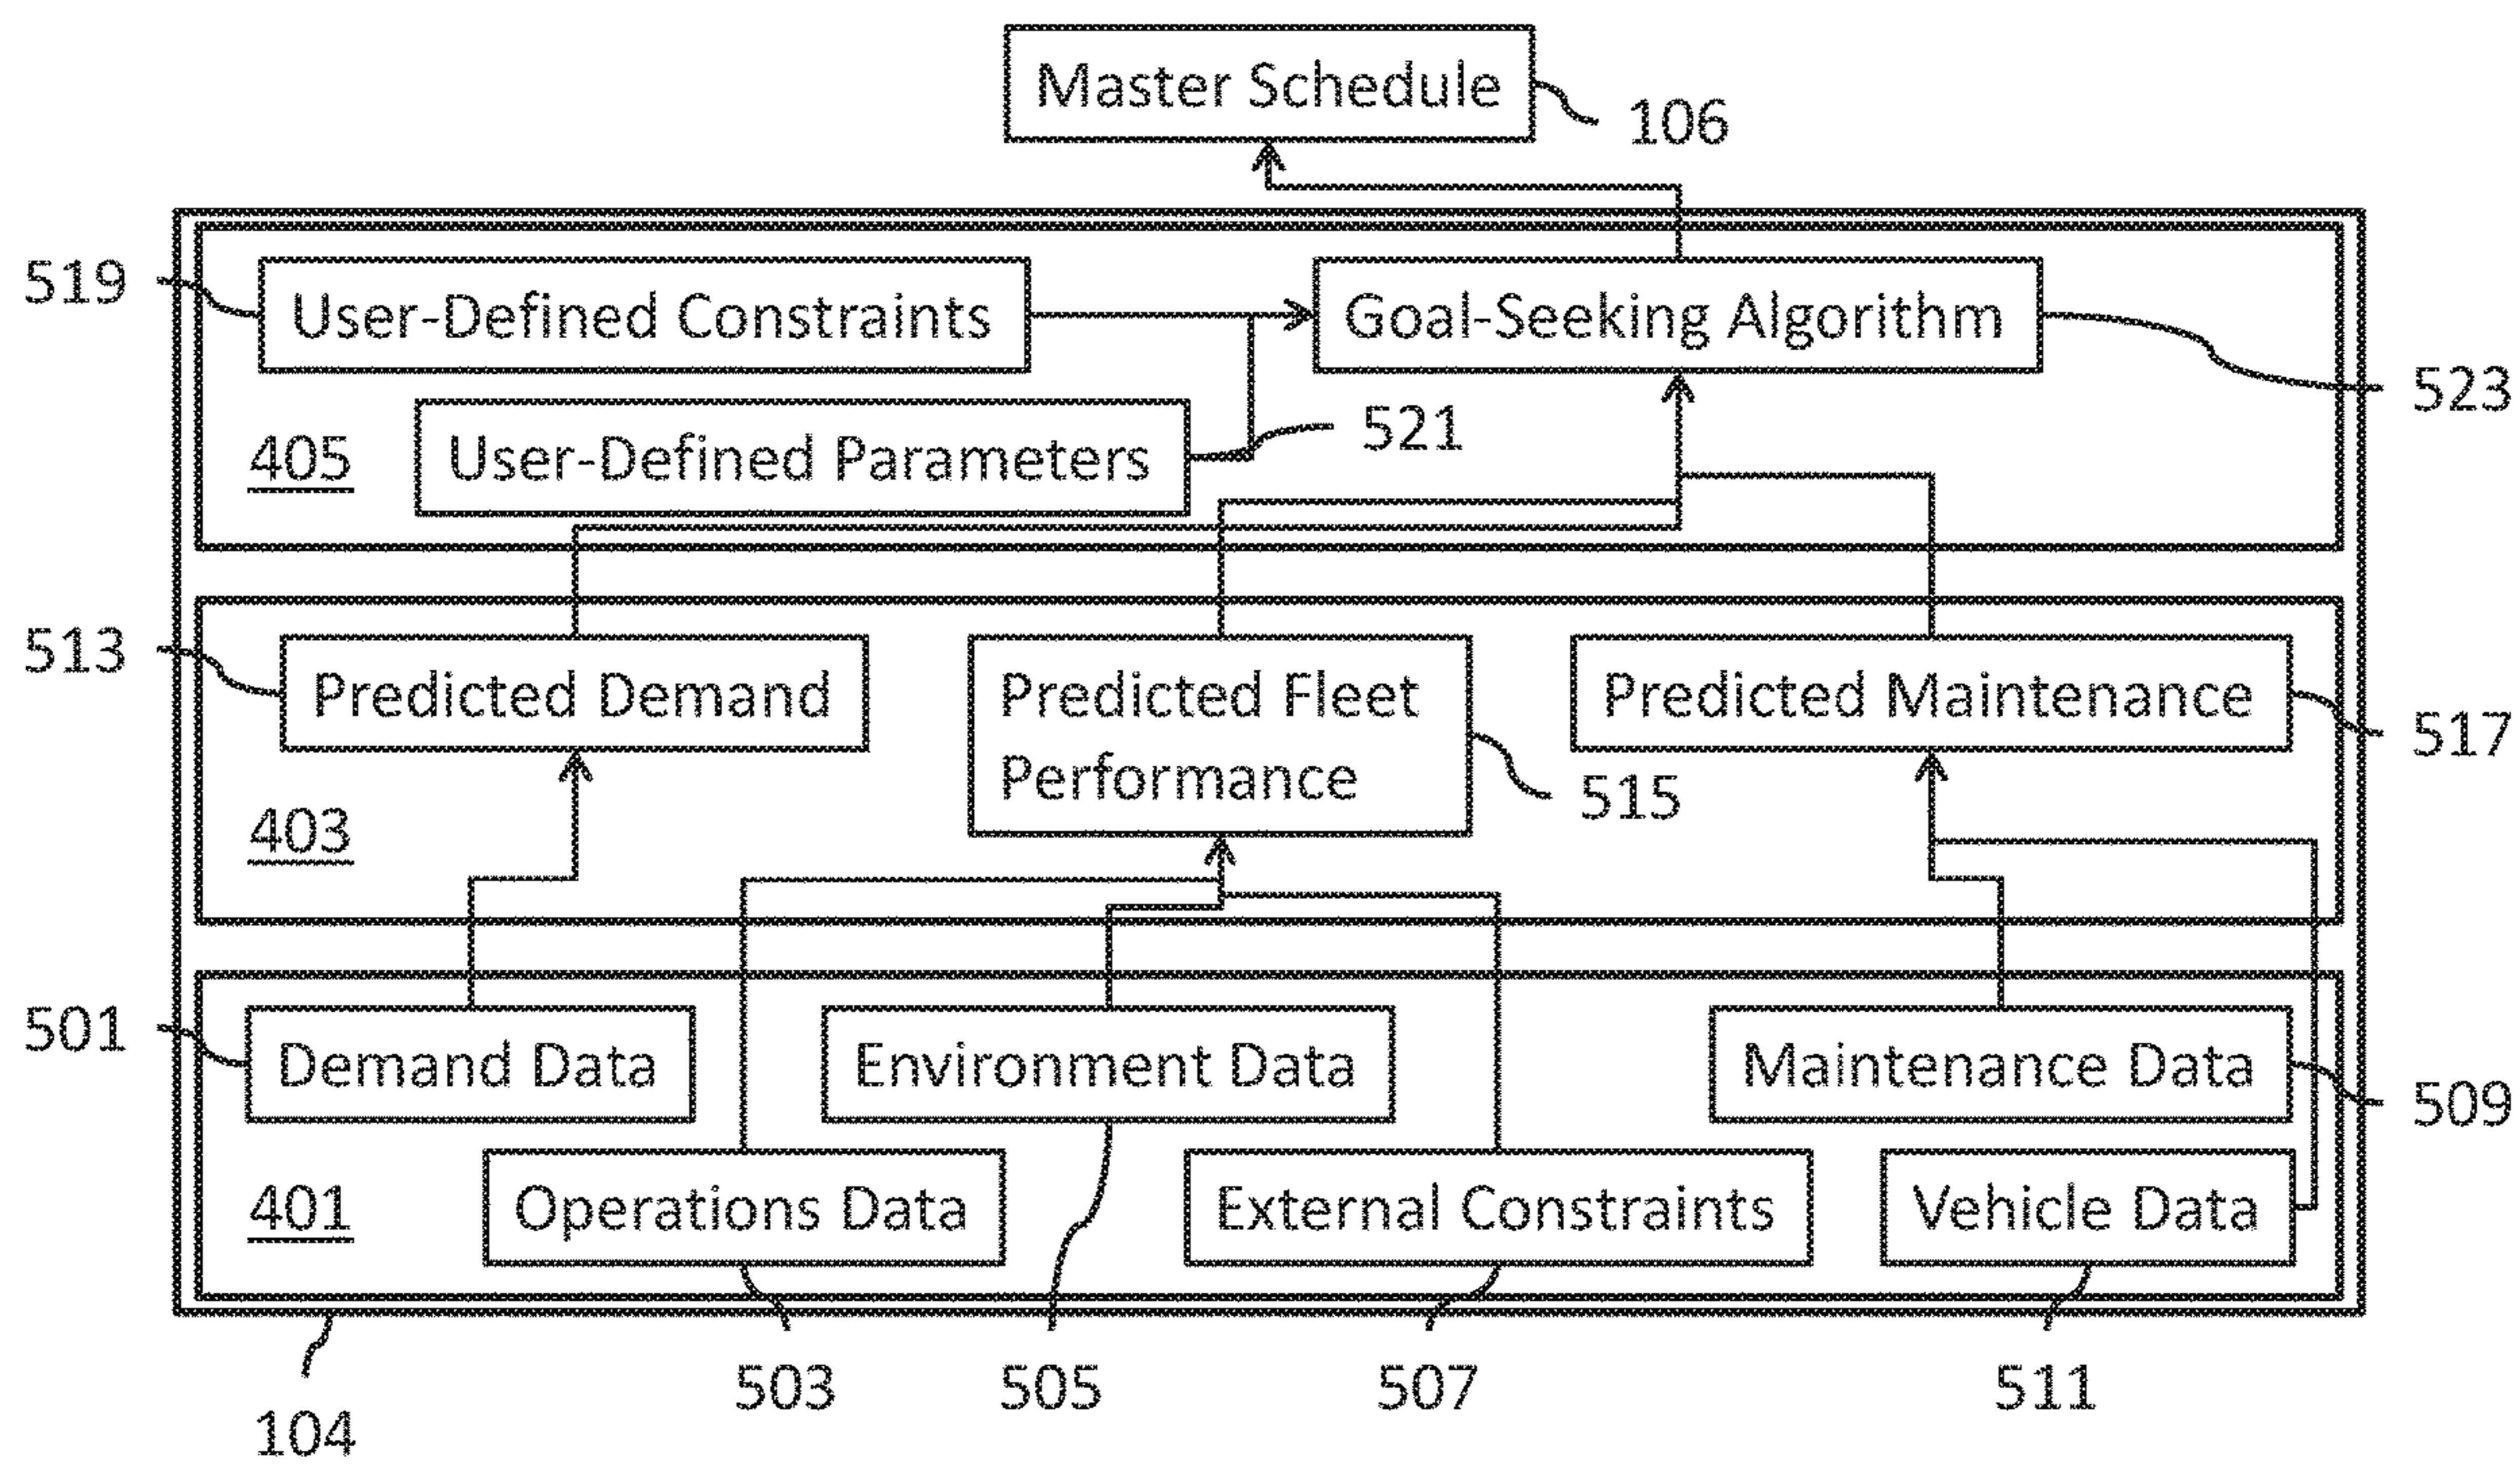 Master Schedule
106
519
User-Defined Constraints
Goal-Seeking Algorithm
523
405
User-Defined Parameters
521
513
Predicted Demand
Predicted Fleet
Performance
Predicted Maintenance
517
515
403
501
Demand Data
Environment Data
Maintenance Data
509
401
Operations Data
External Constraints
Vehicle Data
503
505
507
511
104